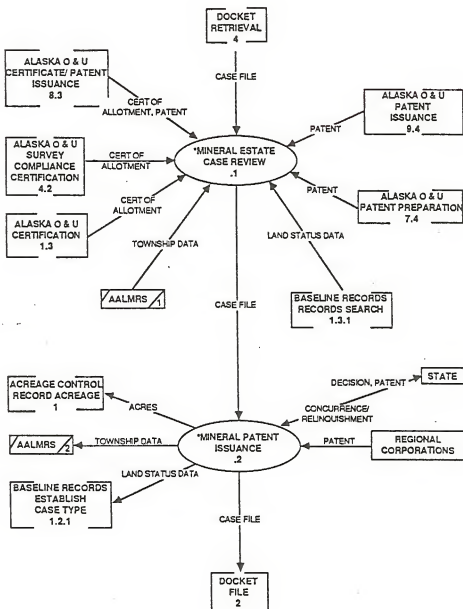 DOCKET
RETRIEVAL
4
CASE FILE
ALASKA O & U
CERTIFICATE/ PATENT
ISSUANCE
8.3
CERT OF
ALLOTMENT, PATENT
ALASKA O & U
PATENT
ISSUANCE
9.4
PATENT
ALASKA O & U
SURVEY
COMPLIANCE
CERTIFICATION
4.2
CERT OF
ALLOTMENT
*MINERAL ESTATE
CASE REVIEW
.1
PATENT
ALASKA O & U
PATENT PREPARATION
7.4
ALASKA O & U
CERTIFICATION
1.3
CERT OF
ALLOTMENT
TOWNSHIP DATA
LAND STATUS DATA
AALMRS 1
CASE FILE
BASELINE RECORDS
RECORDS SEARCH
1.3.1
ACREAGE CONTROL
RECORD ACREAGE
1
ACRES
DECISION, PATENT
STATE
CONCURRENCE/
RELINQUISHMENT
AALMRS 2
TOWNSHIP DATA
*MINERAL PATENT
ISSUANCE
.2
PATENT
REGIONAL
CORPORATIONS
BASELINE RECORDS
ESTABLISH
CASE TYPE
1.2.1
LAND STATUS DATA
CASE FILE
DOCKET
FILE
2